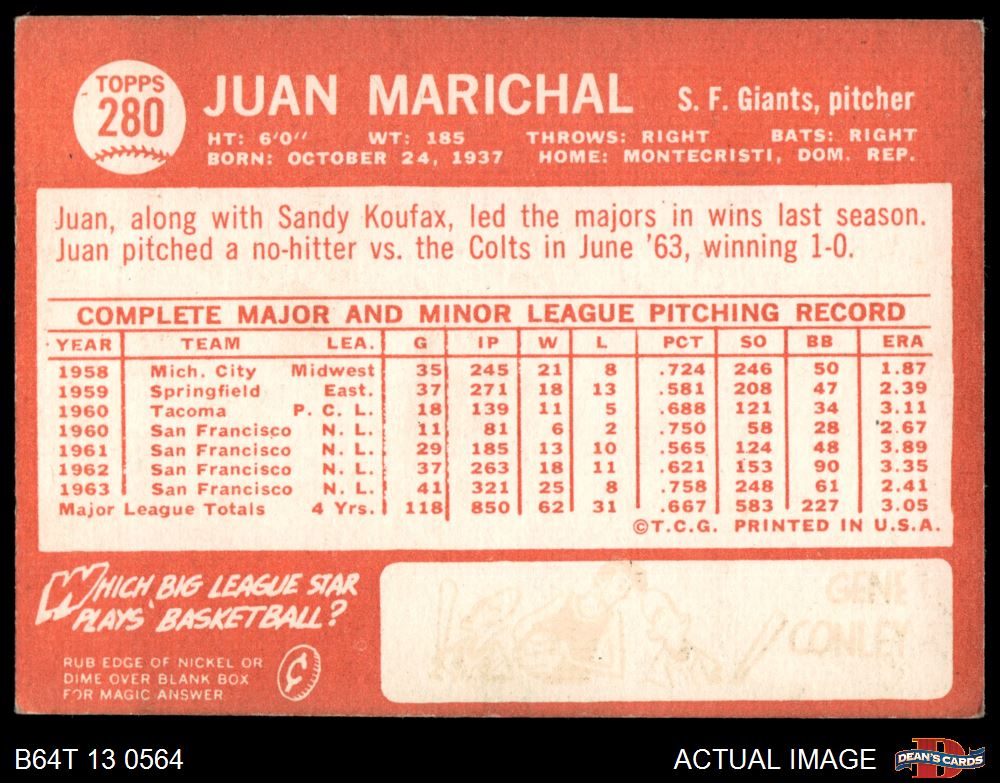 TOPPS
280
JUAN MARICHAL S. F. Giants, pitcher
HT: 6'0" WT: 185 THROWS: RIGHT BATS: RIGHT
BORN: OCTOBER 24, 1937 HOME: MONTECRISTI, DOM. REP.
Juan, along with Sandy Koufax, led the majors in wins last season.
Juan pitched a no-hitter vs. the Colts in June '63, winning 1-0.
COMPLETE MAJOR AND MINOR LEAGUE PITCHING RECORD
YEAR TEAM LEA. G IP W L PCT SO BB ERA
1958 Mich. City Midwest 35 245 21 8 .724 246 50 1.87
1959 Springfield East. 37 271 18 13 .581 208 47 2.39
1960 Tacoma P. C. L. 18 139 11 5 .688 121 34 3.11
1960 San Francisco N. L. 11 81 6 2 .750 58 28 2.67
1961 San Francisco N. L. 29 185 13 10 .565 124 48 3.89
1962 San Francisco N. L. 37 263 18 11 .621 153 90 3.35
1963 San Francisco N. L. 41 321 25 8 .758 248 61 2.41
Major League Totals 4 Yrs. 118 850 62 31 .667 583 227 3.05
©T.C.G. PRINTED IN U.S.A.
WHICH BIG LEAGUE STAR
PLAYS BASKETBALL?
RUB EDGE OF NICKEL OR
DIME OVER BLANK BOX
FOR MAGIC ANSWER
GENE
CONLEY
B64T 13 0564
ACTUAL IMAGE
D
DEAN'S CARDS